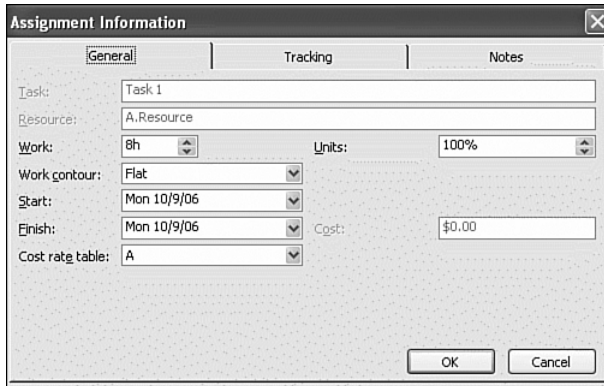 Assignment Information
General Tracking Notes
Task: Task 1
Resource: A.Resource
Work: 8h Units: 100%
Work contour: Flat
Start: Mon 10/9/06
Finish: Mon 10/9/06 Cost: $0.00
Cost rate table: A
OK Cancel